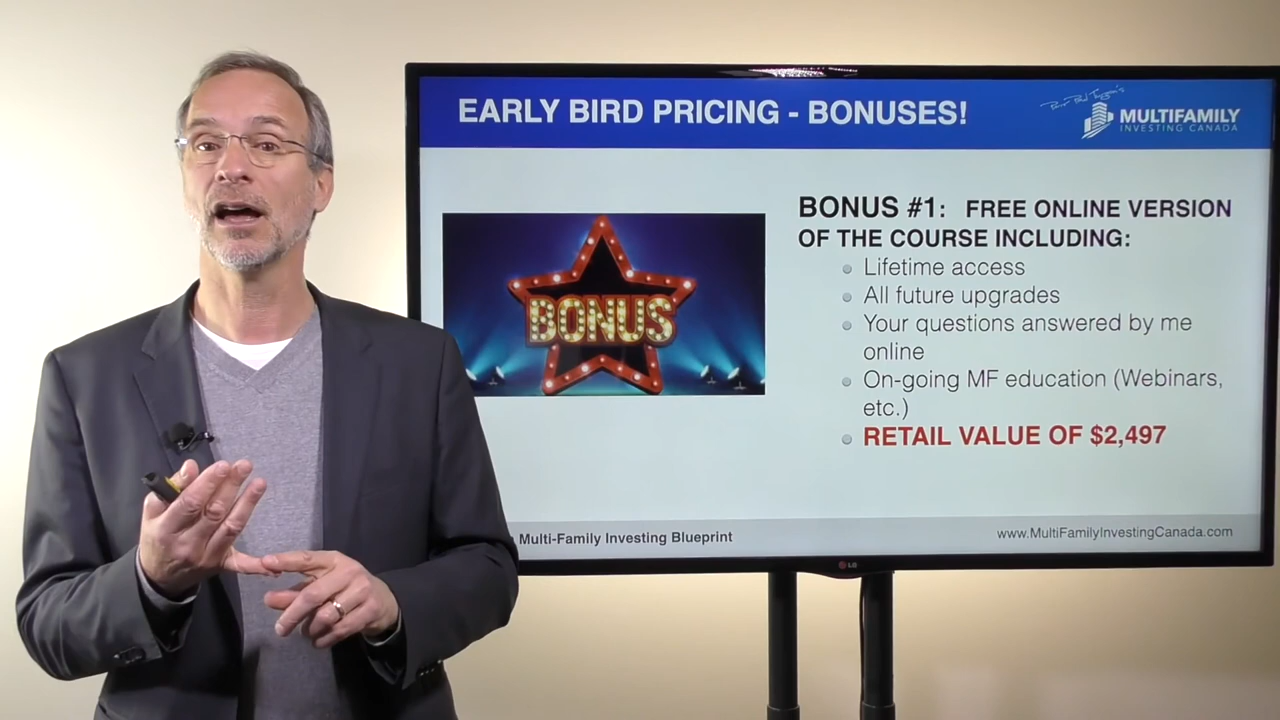 EARLY BIRD PRICING - BONUSES!
MULTIFAMILY
INVESTING CANADA
BONUS #1: FREE ONLINE VERSION
OF THE COURSE INCLUDING:
Lifetime access
All future upgrades
Your questions answered by me
online
On-going MF education (Webinars,
etc.)
RETAIL VALUE OF $2,497
BONUS
Multi-Family Investing Blueprint
www.MultiFamilyInvestingCanada.com
LG